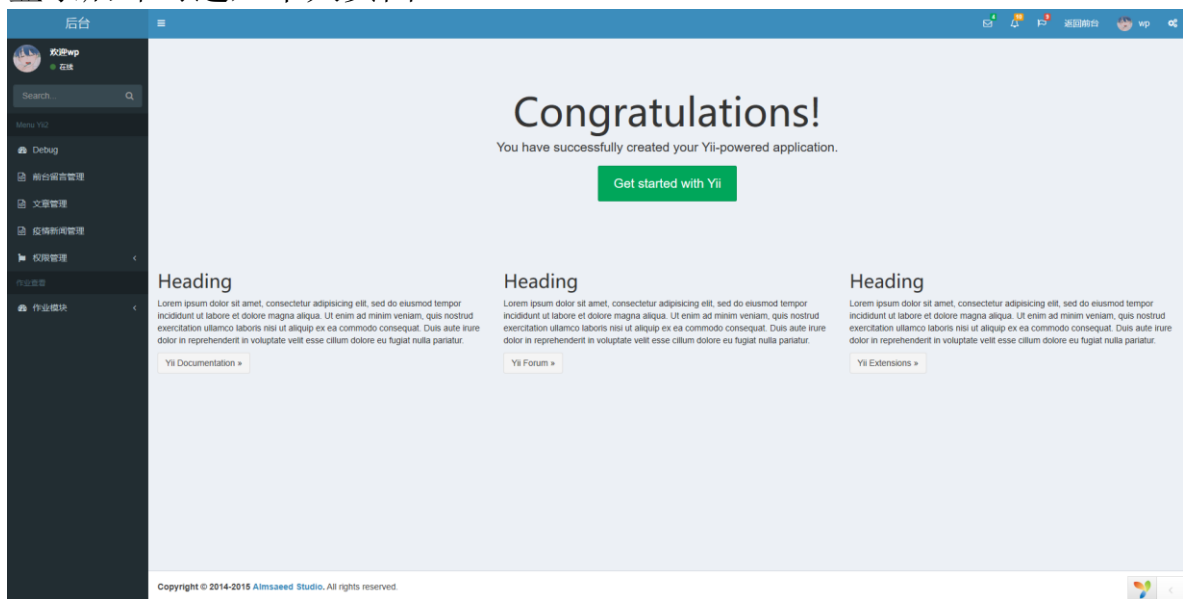 后台
返回前台
wp
欢迎wp
在线
Search...
Menu Yii2
Debug
前台留言管理
文章管理
疫情新闻管理
权限管理
作业模块
Congratulations!
You have successfully created your Yii-powered application.
Get started with Yii
Heading
Lorem ipsum dolor sit amet, consectetur adipisicing elit, sed do eiusmod tempor
incididunt ut labore et dolore magna aliqua. Ut enim ad minim veniam, quis nostrud
exercitation ullamco laboris nisi ut aliquip ex ea commodo consequat. Duis aute irure
dolor in reprehenderit in voluptate velit esse cillum dolore eu fugiat nulla pariatur.
Yii Documentation »
Heading
Lorem ipsum dolor sit amet, consectetur adipisicing elit, sed do eiusmod tempor
incididunt ut labore et dolore magna aliqua. Ut enim ad minim veniam, quis nostrud
exercitation ullamco laboris nisi ut aliquip ex ea commodo consequat. Duis aute irure
dolor in reprehenderit in voluptate velit esse cillum dolore eu fugiat nulla pariatur.
Yii Forum »
Heading
Lorem ipsum dolor sit amet, consectetur adipisicing elit, sed do eiusmod tempor
incididunt ut labore et dolore magna aliqua. Ut enim ad minim veniam, quis nostrud
exercitation ullamco laboris nisi ut aliquip ex ea commodo consequat. Duis aute irure
dolor in reprehenderit in voluptate velit esse cillum dolore eu fugiat nulla pariatur.
Yii Extensions »
Copyright © 2014-2015 Almsaeed Studio. All rights reserved.